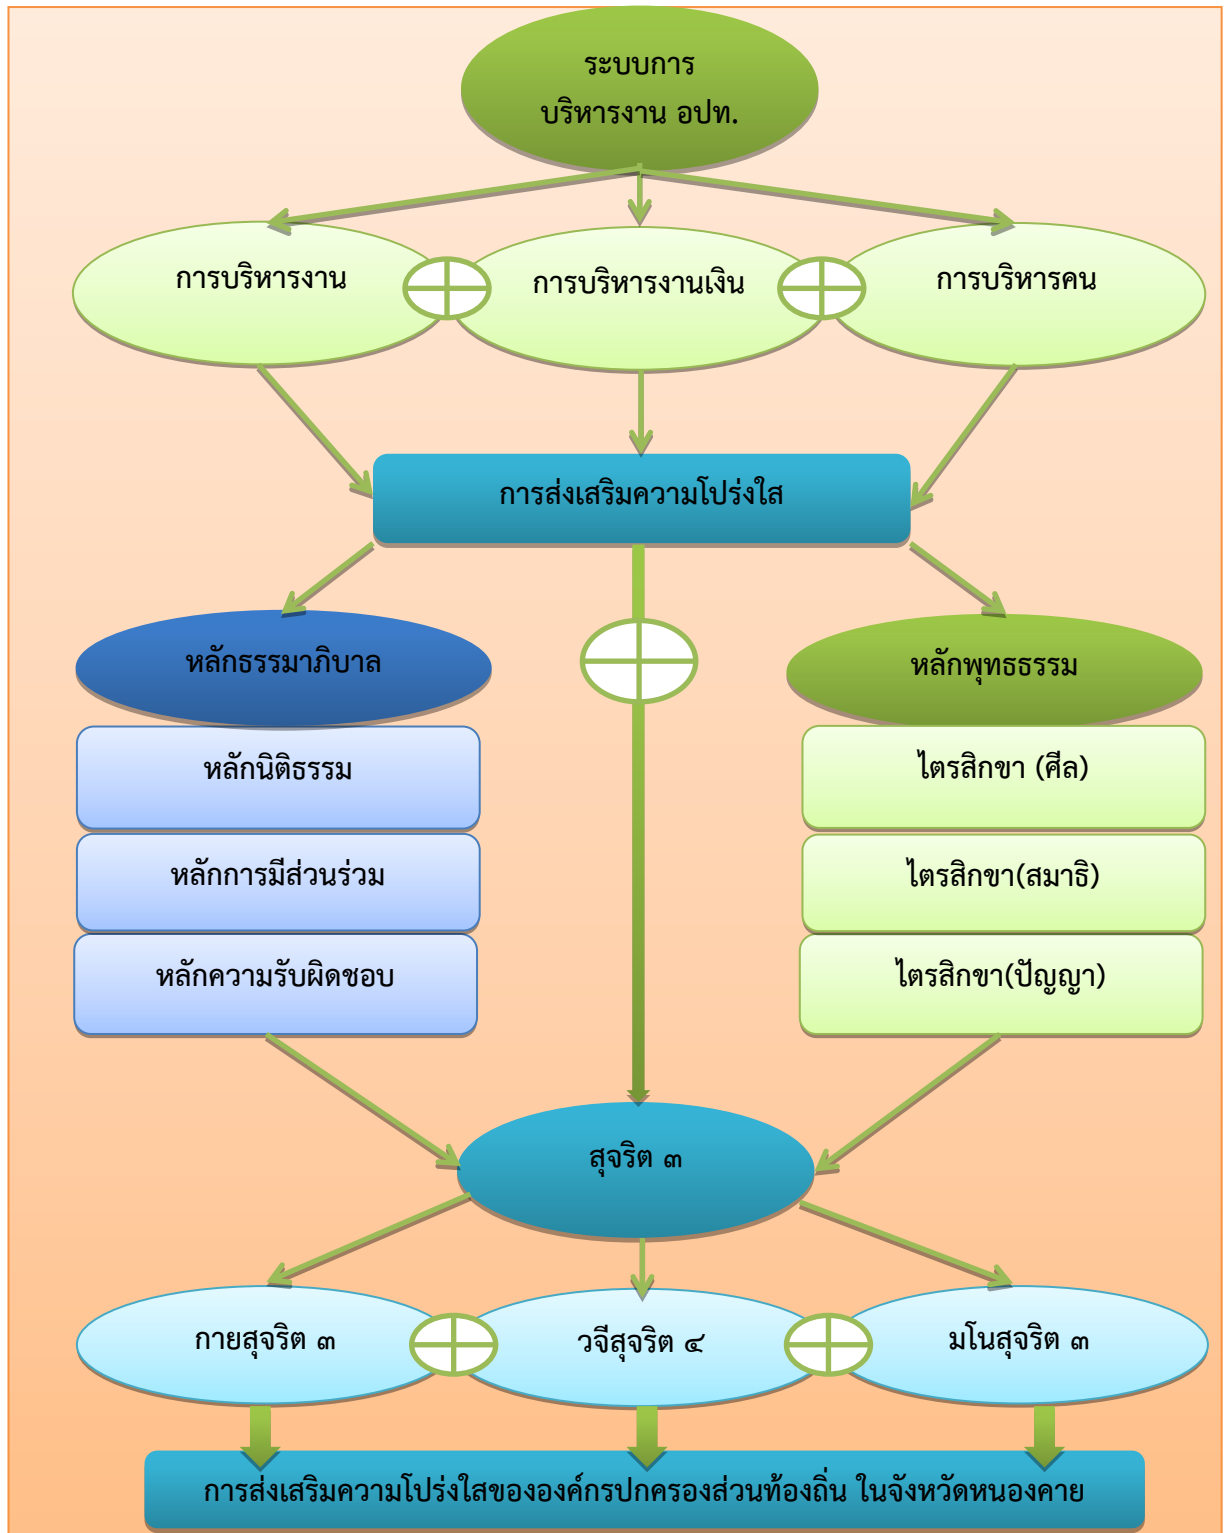 ระบบการ
บริหารงาน อปท.
การบริหารงาน
การบริหารงานเงิน
การบริหารคน
การส่งเสริมความโปร่งใส
หลักธรรมาภิบาล
หลักพุทธธรรม
หลักนิติธรรม
ไตรสิกขา (ศีล)
หลักการมีส่วนร่วม
ไตรสิกขา(สมาธิ)
หลักความรับผิดชอบ
ไตรสิกขา(ปัญญา)
สุจริต ๓
กายสุจริต ๓
วจีสุจริต ๔
มโนสุจริต ๓
การส่งเสริมความโปร่งใสขององค์กรปกครองส่วนท้องถิ่น ในจังหวัดหนองคาย